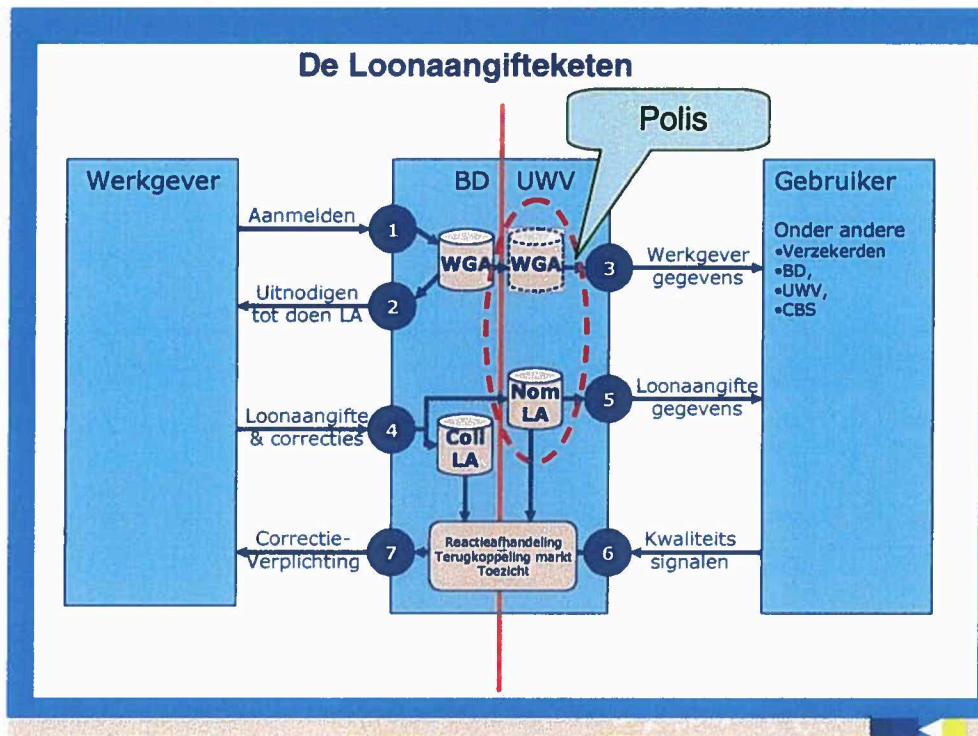 De Loonaangifteketen
Polis
Werkgever
BD UWV
Gebruiker
Onder andere
•Verzekerden
•BD,
•UWV,
•CBS
Aanmelden
1
WGA
WGA
3
Werkgever
gegevens
Uitnodigen
tot doen LA
2
Loonaangifte
& correcties
4
Coll
LA
Nom
LA
5
Loonaangifte
gegevens
Correctie-
Verplichting
7
Reactieafhandeling
Terugkoppeling markt
Toezicht
6
Kwaliteits
signalen